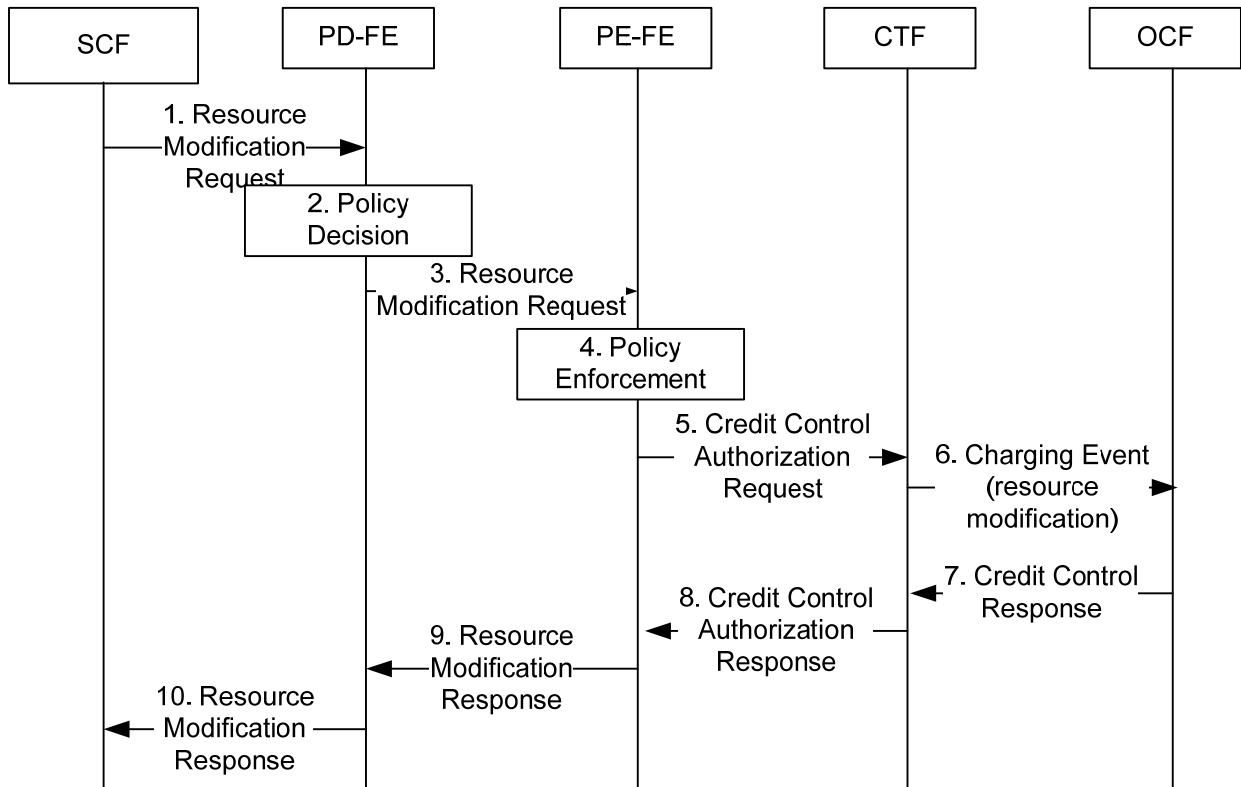 SCF
PD-FE
PE-FE
CTF
OCF
1. Resource
Modification
Request
2. Policy
Decision
3. Resource
Modification Request
4. Policy
Enforcement
5. Credit Control
Authorization
Request
6. Charging Event
(resource
modification)
7. Credit Control
Response
8. Credit Control
Authorization
Response
9. Resource
Modification
Response
10. Resource
Modification
Response